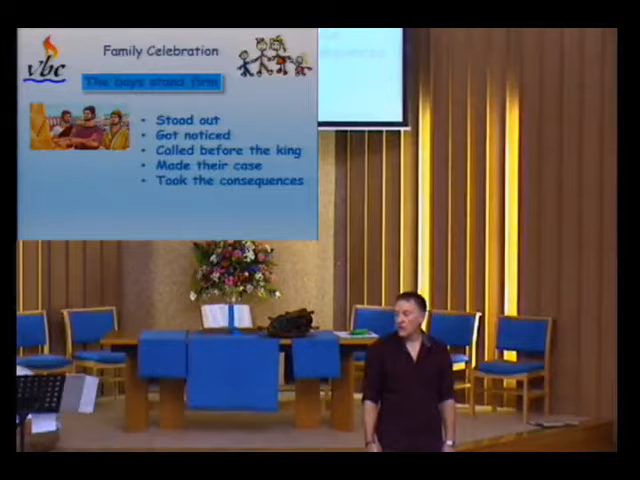 Family Celebration
vbc
The boys stand firm
• Stood out
• Got noticed
• Called before the king
• Made their case
• Took the consequences